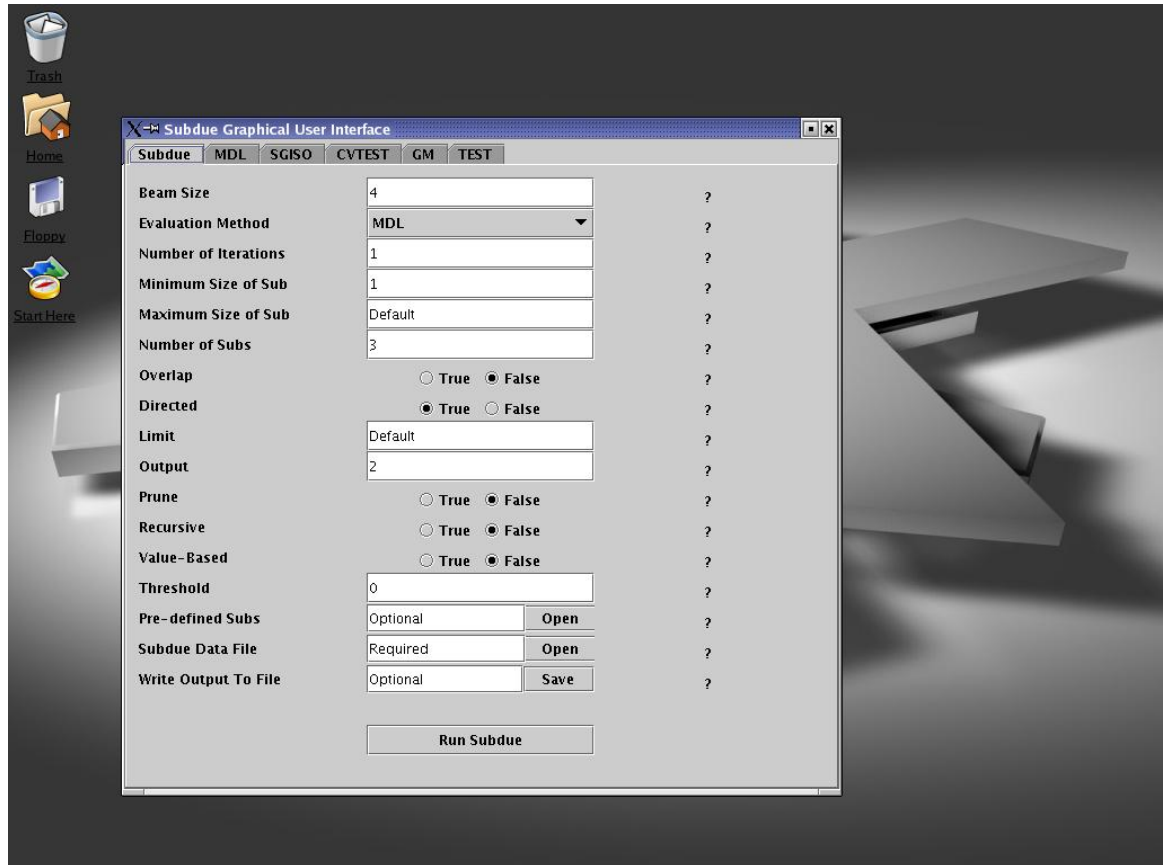 Trash
Home
Floppy
Start Here
Subdue Graphical User Interface
Subdue MDL SGISO CVTEST GM TEST
Beam Size 4 ?
Evaluation Method MDL ?
Number of Iterations 1 ?
Minimum Size of Sub 1 ?
Maximum Size of Sub Default ?
Number of Subs 3 ?
Overlap True False ?
Directed True False ?
Limit Default ?
Output 2 ?
Prune True False ?
Recursive True False ?
Value-Based True False ?
Threshold 0 ?
Pre-defined Subs Optional Open ?
Subdue Data File Required Open ?
Write Output To File Optional Save ?
Run Subdue